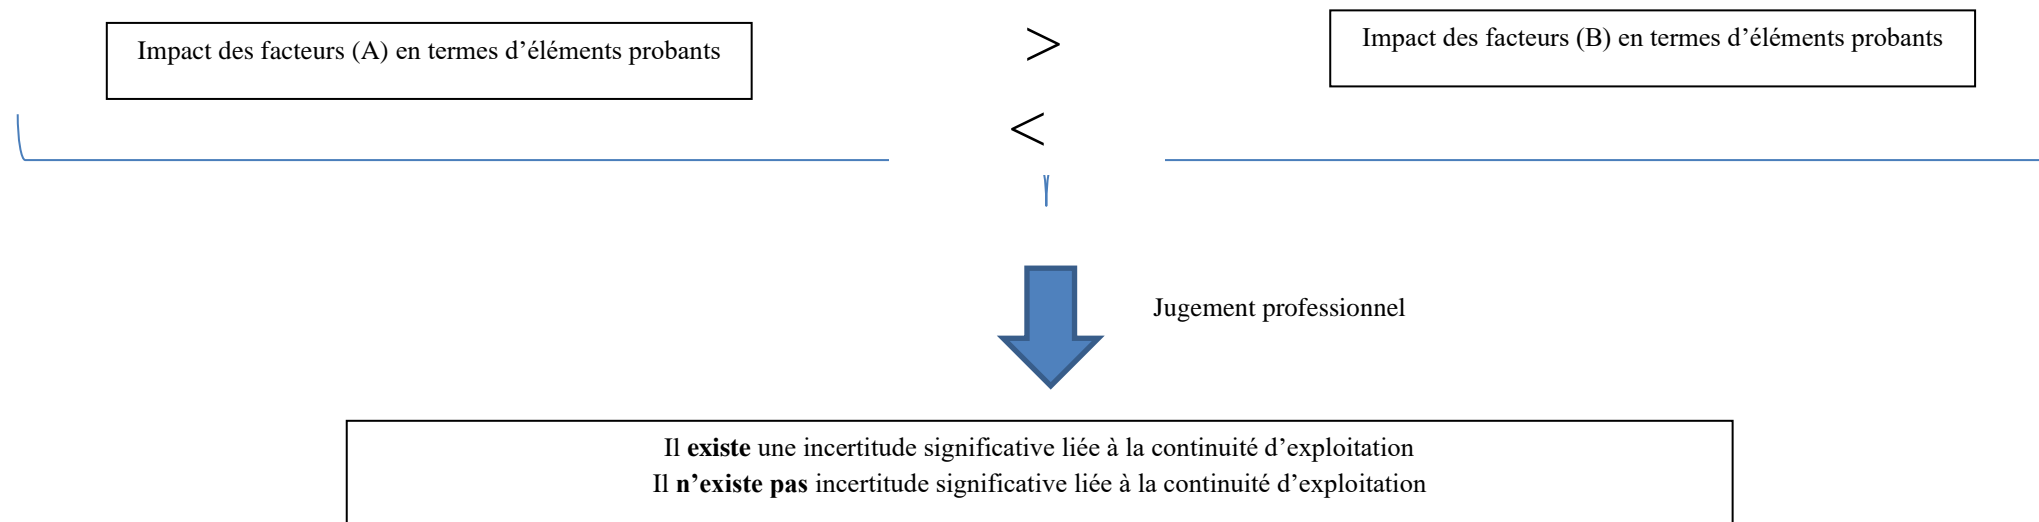 Impact des facteurs (A) en termes d’éléments probants
>
Impact des facteurs (B) en termes d’éléments probants
<
Jugement professionnel
Il existe une incertitude significative liée à la continuité d’exploitation
Il n’existe pas incertitude significative liée à la continuité d’exploitation